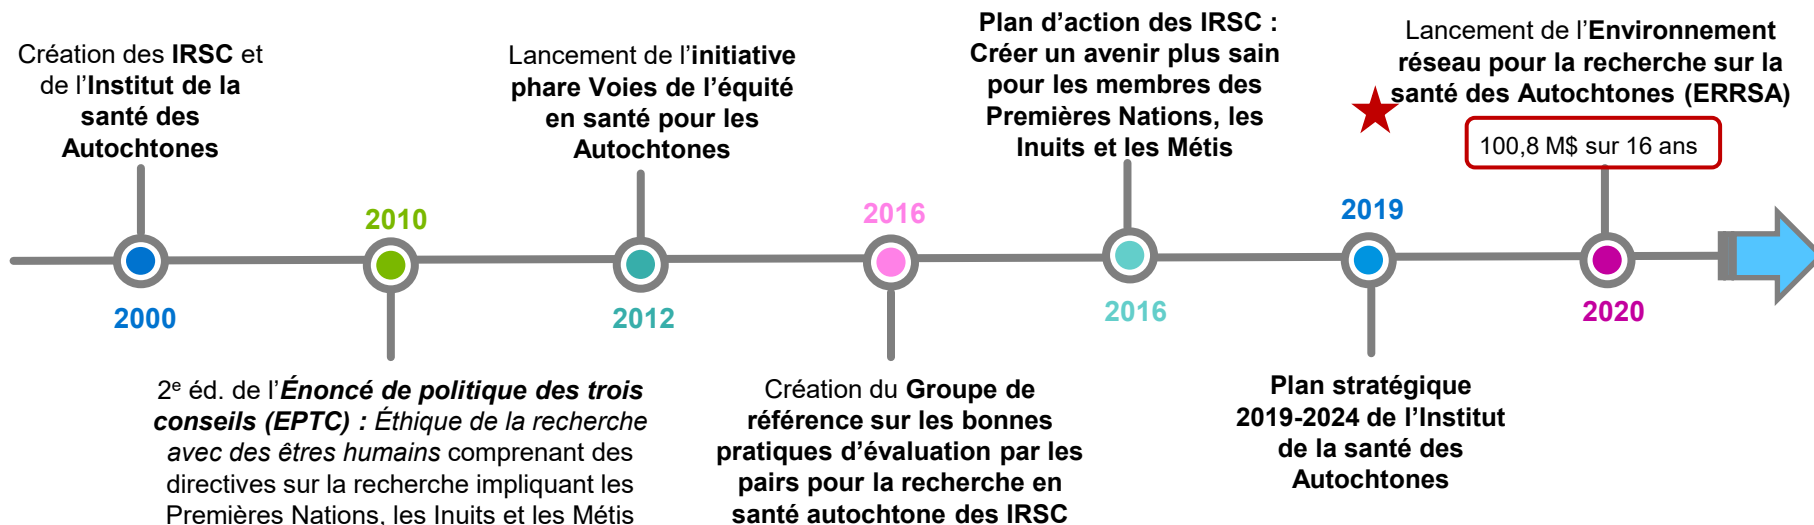 Création des IRSC et
de l'Institut de la
santé des
Autochtones
2000
2010
2e éd. de l'Énoncé de politique des trois
conseils (EPTC) : Éthique de la recherche
avec des êtres humains comprenant des
directives sur la recherche impliquant les
Premières Nations, les Inuits et les Métis
Lancement de l'initiative
phare Voies de l'équité
en santé pour les
Autochtones
2012
2016
Création du Groupe de
référence sur les bonnes
pratiques d'évaluation par les
pairs pour la recherche en
santé autochtone des IRSC
Plan d'action des IRSC :
Créer un avenir plus sain
pour les membres des
Premières Nations, les
Inuits et les Métis
2016
2019
Plan stratégique
2019-2024 de l'Institut
de la santé des
Autochtones
Lancement de l'Environnement
réseau pour la recherche sur la
santé des Autochtones (ERRSA)
100,8 M$ sur 16 ans
2020